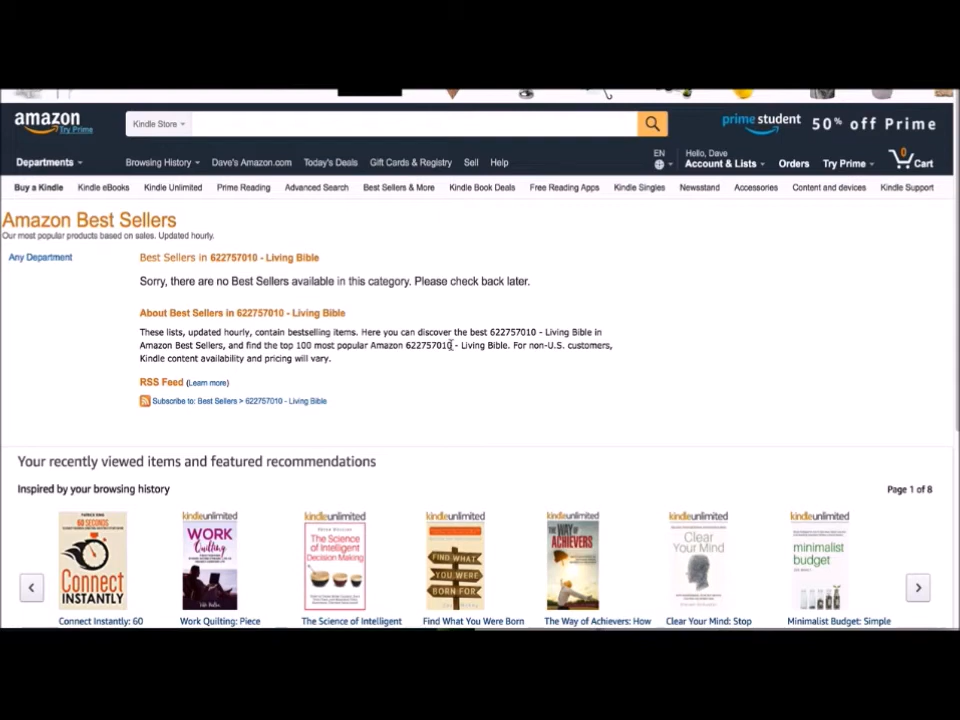 amazon
Try Prime
Kindle Store
prime student 50% off Prime
Departments
Browsing History
Dave's Amazon.com
Today's Deals
Gift Cards & Registry
Sell
Help
EN
Hello, Dave
Account & Lists
Orders
Try Prime
0
Cart
Buy a Kindle
Kindle eBooks
Kindle Unlimited
Prime Reading
Advanced Search
Best Sellers & More
Kindle Book Deals
Free Reading Apps
Kindle Singles
Newsstand
Accessories
Content and devices
Kindle Support
Amazon Best Sellers
Our most popular products based on sales. Updated hourly.
Any Department
Best Sellers in 622757010 - Living Bible
Sorry, there are no Best Sellers available in this category. Please check back later.
About Best Sellers in 622757010 - Living Bible
These lists, updated hourly, contain bestselling items. Here you can discover the best 622757010 - Living Bible in
Amazon Best Sellers, and find the top 100 most popular Amazon 622757010 - Living Bible. For non-U.S. customers,
Kindle content availability and pricing will vary.
RSS Feed (Learn more)
Subscribe to: Best Sellers > 622757010 - Living Bible
Your recently viewed items and featured recommendations
Inspired by your browsing history
Page 1 of 8
PATRICK KING
60 SECONDS
Connect
INSTANTLY
kindleunlimited
WORK
Quilting
kindleunlimited
The Science
of Intelligent
Decision Making
kindleunlimited
FIND WHAT
YOU WERE
BORN FOR
kindleunlimited
THE WAY OF
ACHIEVERS
kindleunlimited
Clear
Your Mind
kindleunlimited
minimalist
budget
Connect Instantly: 60
Work Quilting: Piece
The Science of Intelligent
Find What You Were Born
The Way of Achievers: How
Clear Your Mind: Stop
Minimalist Budget: Simple